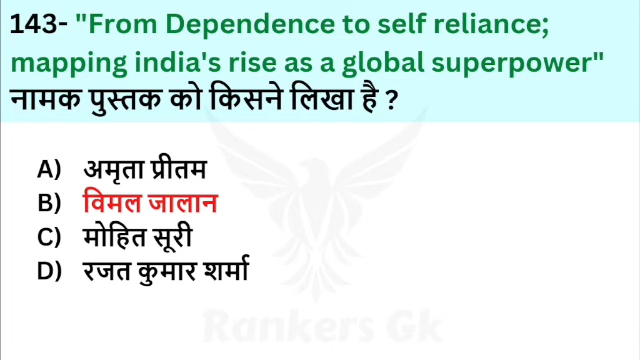 143- "From Dependence to self reliance;
mapping india's rise as a global superpower"
नामक पुस्तक को किसने लिखा है ?
A) अमृता प्रीतम
B) विमल जालान
C) मोहित सूरी
D) रजत कुमार शर्मा
Rankers Gk